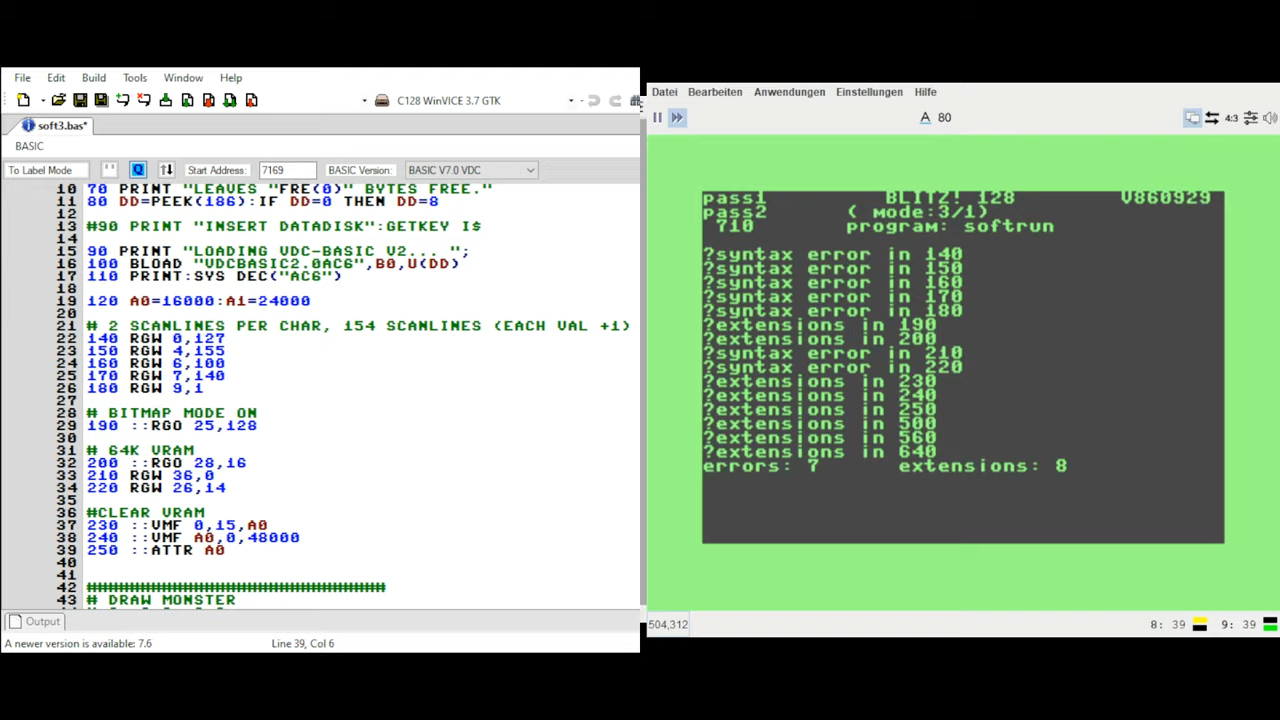 File Edit Build Tools Window Help
C128 WinVICE 3.7 GTK
soft3.bas*
BASIC
To Label Mode Q Start Address: 7169 BASIC Version: BASIC V7.0 VDC
10 70 PRINT "LEAVES "FRE(0)" BYTES FREE."
11 80 DD=PEEK(186):IF DD=0 THEN DD=8
12
13 #90 PRINT "INSERT DATADISK":GETKEY I$
14
15 90 PRINT "LOADING VDC-BASIC V2... ";
16 100 BLOAD "VDCBASIC2.0AC6",B0,U(DD)
17 110 PRINT:SYS DEC("AC6")
18
19 120 A0=16000:A1=24000
20
21 # 2 SCANLINES PER CHAR, 154 SCANLINES (EACH VAL +1)
22 140 RGW 0,127
23 150 RGW 4,155
24 160 RGW 6,100
25 170 RGW 7,140
26 180 RGW 9,1
27
28 # BITMAP MODE ON
29 190 ::RGO 25,128
30
31 # 64K VRAM
32 200 ::RGO 28,16
33 210 RGW 36,0
34 220 RGW 26,14
35
36 #CLEAR VRAM
37 230 ::VMF 0,15,A0
38 240 ::VMF A0,0,48000
39 250 ::ATTR A0
40
41
42 ########################################
43 # DRAW MONSTER
Output
A newer version is available: 7.6 Line 39, Col 6
Datei Bearbeiten Anwendungen Einstellungen Hilfe
A 80 4:3
pass1 BLITZ! 128 V860929
pass2 ( mode:3/1)
710 program: softrun
?syntax error in 140
?syntax error in 150
?syntax error in 160
?syntax error in 170
?syntax error in 180
?extensions in 190
?extensions in 200
?syntax error in 210
?syntax error in 220
?extensions in 230
?extensions in 240
?extensions in 250
?extensions in 500
?extensions in 560
?extensions in 640
errors: 7 extensions: 8
504,312 8: 39 9: 39